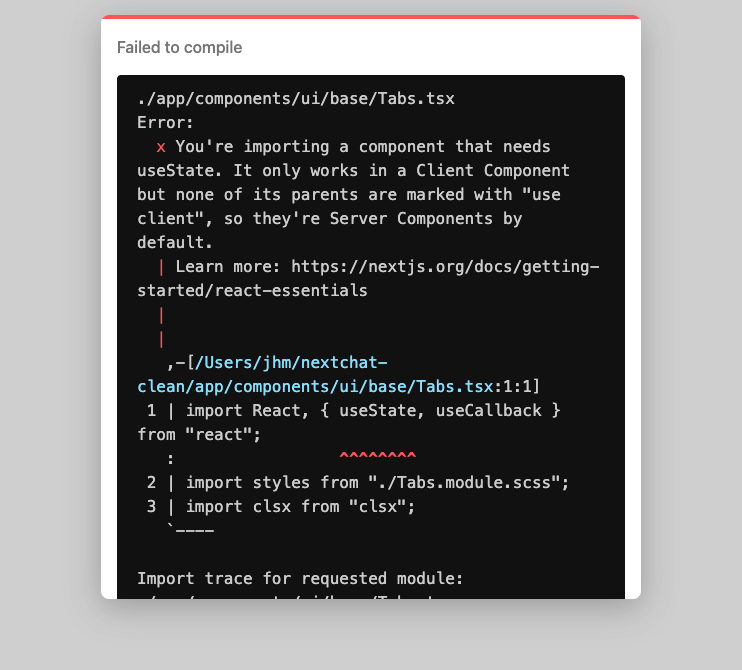 Failed to compile
./app/components/ui/base/Tabs.tsx
Error:
x You're importing a component that needs
useState. It only works in a Client Component
but none of its parents are marked with "use
client", so they're Server Components by
default.
| Learn more: https://nextjs.org/docs/getting-
started/react-essentials
|
|
,-[/Users/jhm/nextchat-
clean/app/components/ui/base/Tabs.tsx:1:1]
1 | import React, { useState, useCallback }
from "react";
: ^^^^^^^^
2 | import styles from "./Tabs.module.scss";
3 | import clsx from "clsx";
`----
Import trace for requested module: